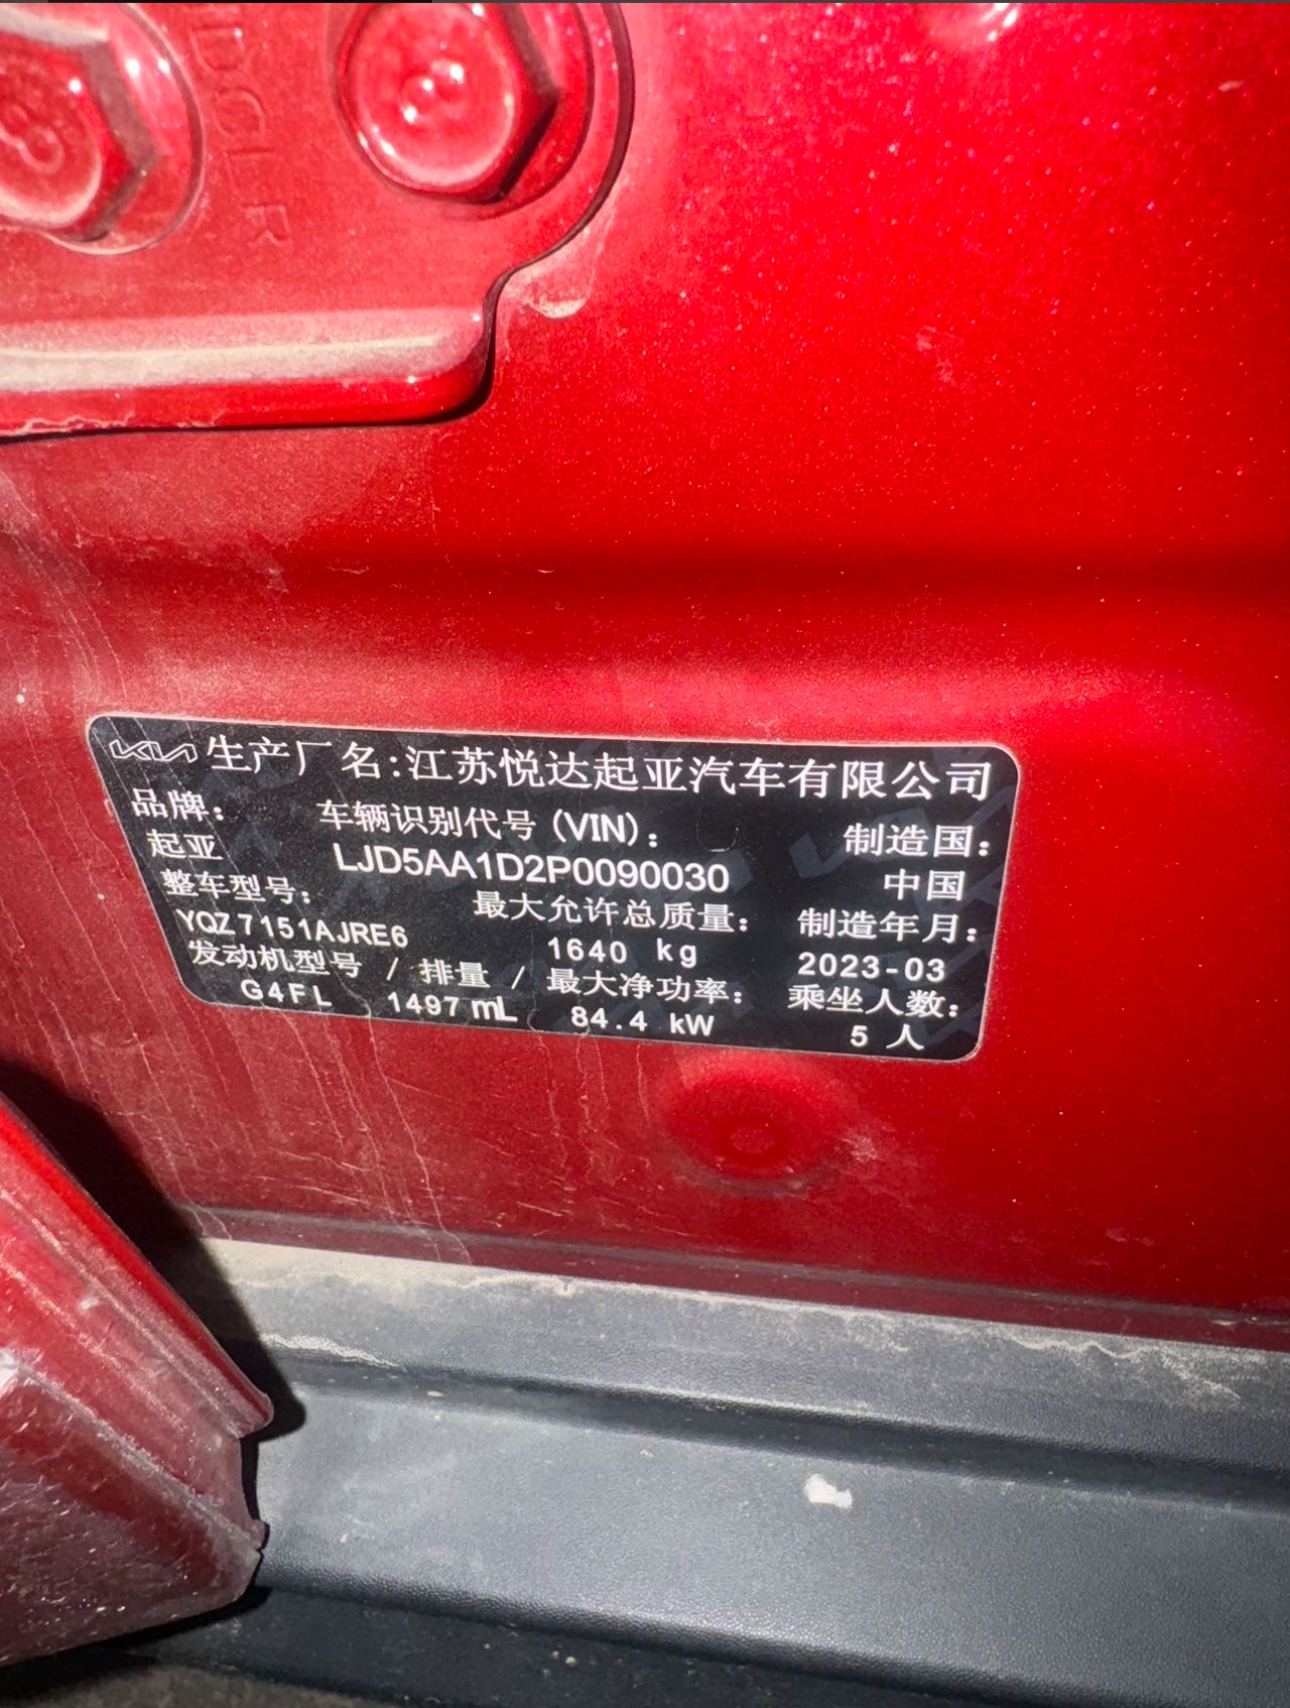 KIA 生产厂名:江苏悦达起亚汽车有限公司
品牌: 车辆识别代号 (VIN): 制造国:
起亚 LJD5AA1D2P0090030 中国
整车型号: 最大允许总质量: 制造年月:
YQZ7151AJRE6 1640 kg 2023-03
发动机型号 / 排量 / 最大净功率: 乘坐人数:
G4FL 1497 mL 84.4 kW 5 人